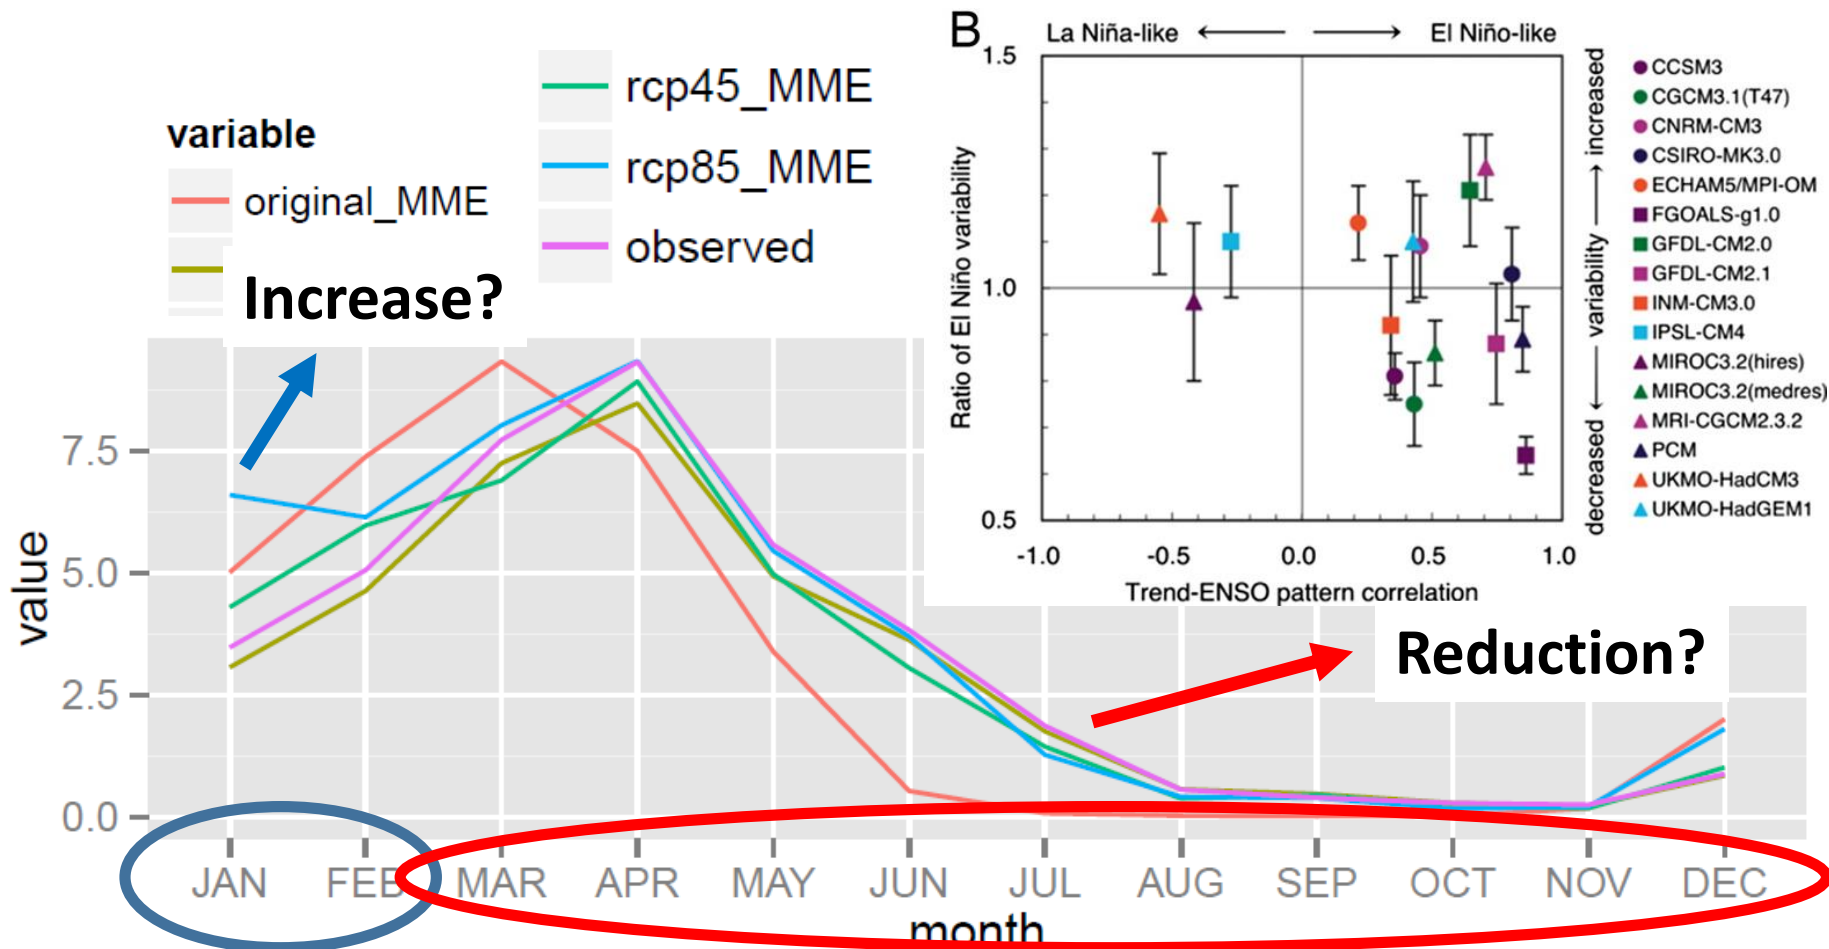 variable
original_MME
rcp45_MME
rcp85_MME
observed
Increase?
value
7.5
5.0
2.5
0.0
JAN
FEB
MAR
APR
MAY
JUN
JUL
AUG
SEP
OCT
NOV
DEC
month
Reduction?
B
La Niña-like
El Niño-like
Ratio of El Niño variability
1.5
1.0
0.5
-1.0
-0.5
0.0
0.5
1.0
Trend-ENSO pattern correlation
increased
variability
decreased
CCSM3
CGCM3.1(T47)
CNRM-CM3
CSIRO-MK3.0
ECHAM5/MPI-OM
FGOALS-g1.0
GFDL-CM2.0
GFDL-CM2.1
INM-CM3.0
IPSL-CM4
MIROC3.2(hires)
MIROC3.2(medres)
MRI-CGCM2.3.2
PCM
UKMO-HadCM3
UKMO-HadGEM1